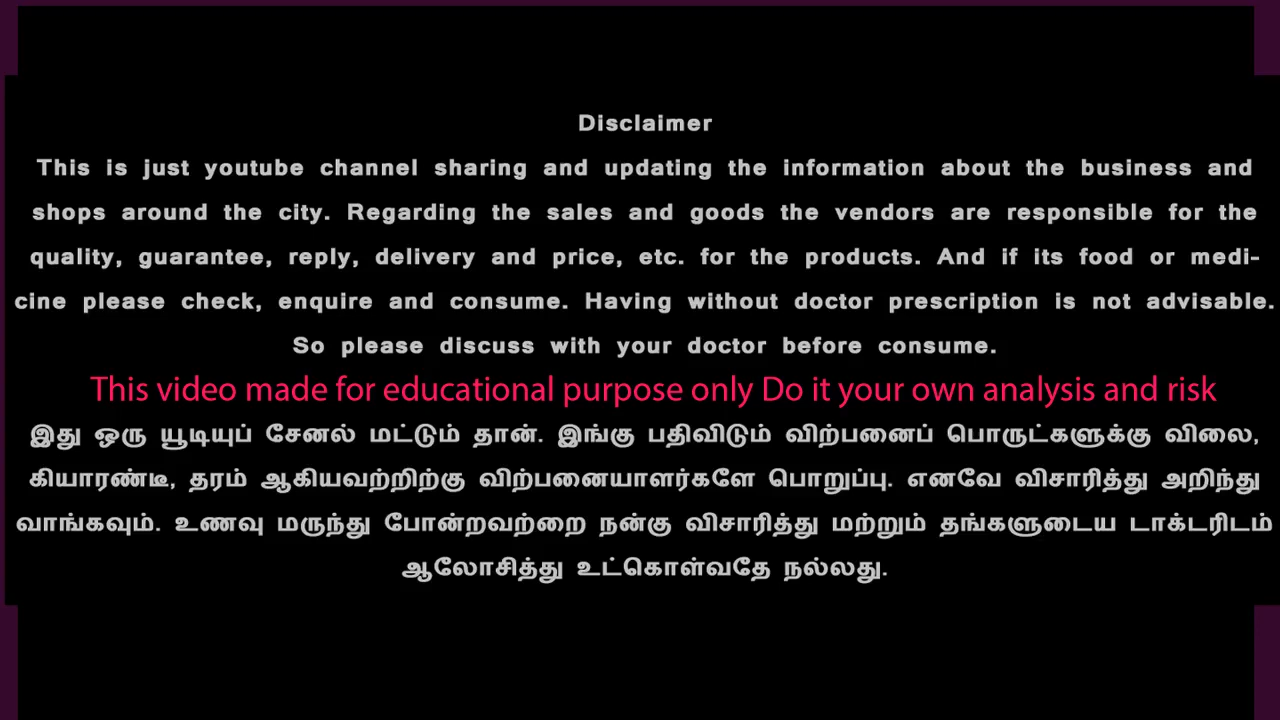 Disclaimer
This is just youtube channel sharing and updating the information about the business and
shops around the city. Regarding the sales and goods the vendors are responsible for the
quality, guarantee, reply, delivery and price, etc. for the products. And if its food or medi-
cine please check, enquire and consume. Having without doctor prescription is not advisable.
So please discuss with your doctor before consume.
This video made for educational purpose only Do it your own analysis and risk
இது ஒரு யூடியுப் சேனல் மட்டும் தான். இங்கு பதிவிடும் விற்பனைப் பொருட்களுக்கு விலை,
கியாரண்டீ, தரம் ஆகியவற்றிற்கு விற்பனையாளர்களே பொறுப்பு. எனவே விசாரித்து அறிந்து
வாங்கவும். உணவு மருந்து போன்றவற்றை நன்கு விசாரித்து மற்றும் தங்களுடைய டாக்டரிடம்
ஆலோசித்து உட்கொள்வதே நல்லது.